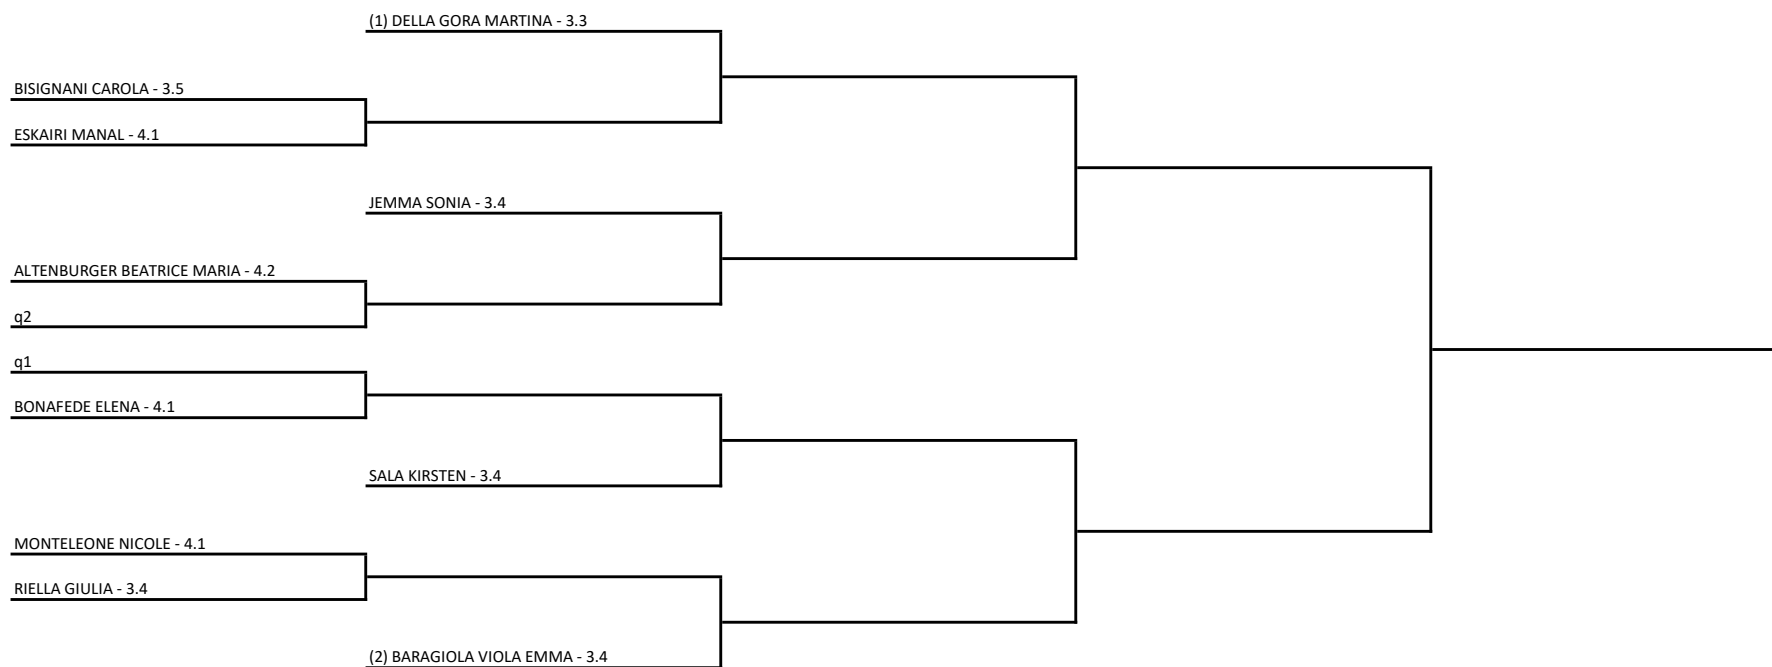 (1) DELLA GORA MARTINA - 3.3
BISIGNANI CAROLA - 3.5
ESKAIRI MANAL - 4.1
JEMMA SONIA - 3.4
ALTENBURGER BEATRICE MARIA - 4.2
q2
q1
BONAFEDE ELENA - 4.1
SALA KIRSTEN - 3.4
MONTELEONE NICOLE - 4.1
RIELLA GIULIA - 3.4
(2) BARAGIOLA VIOLA EMMA - 3.4